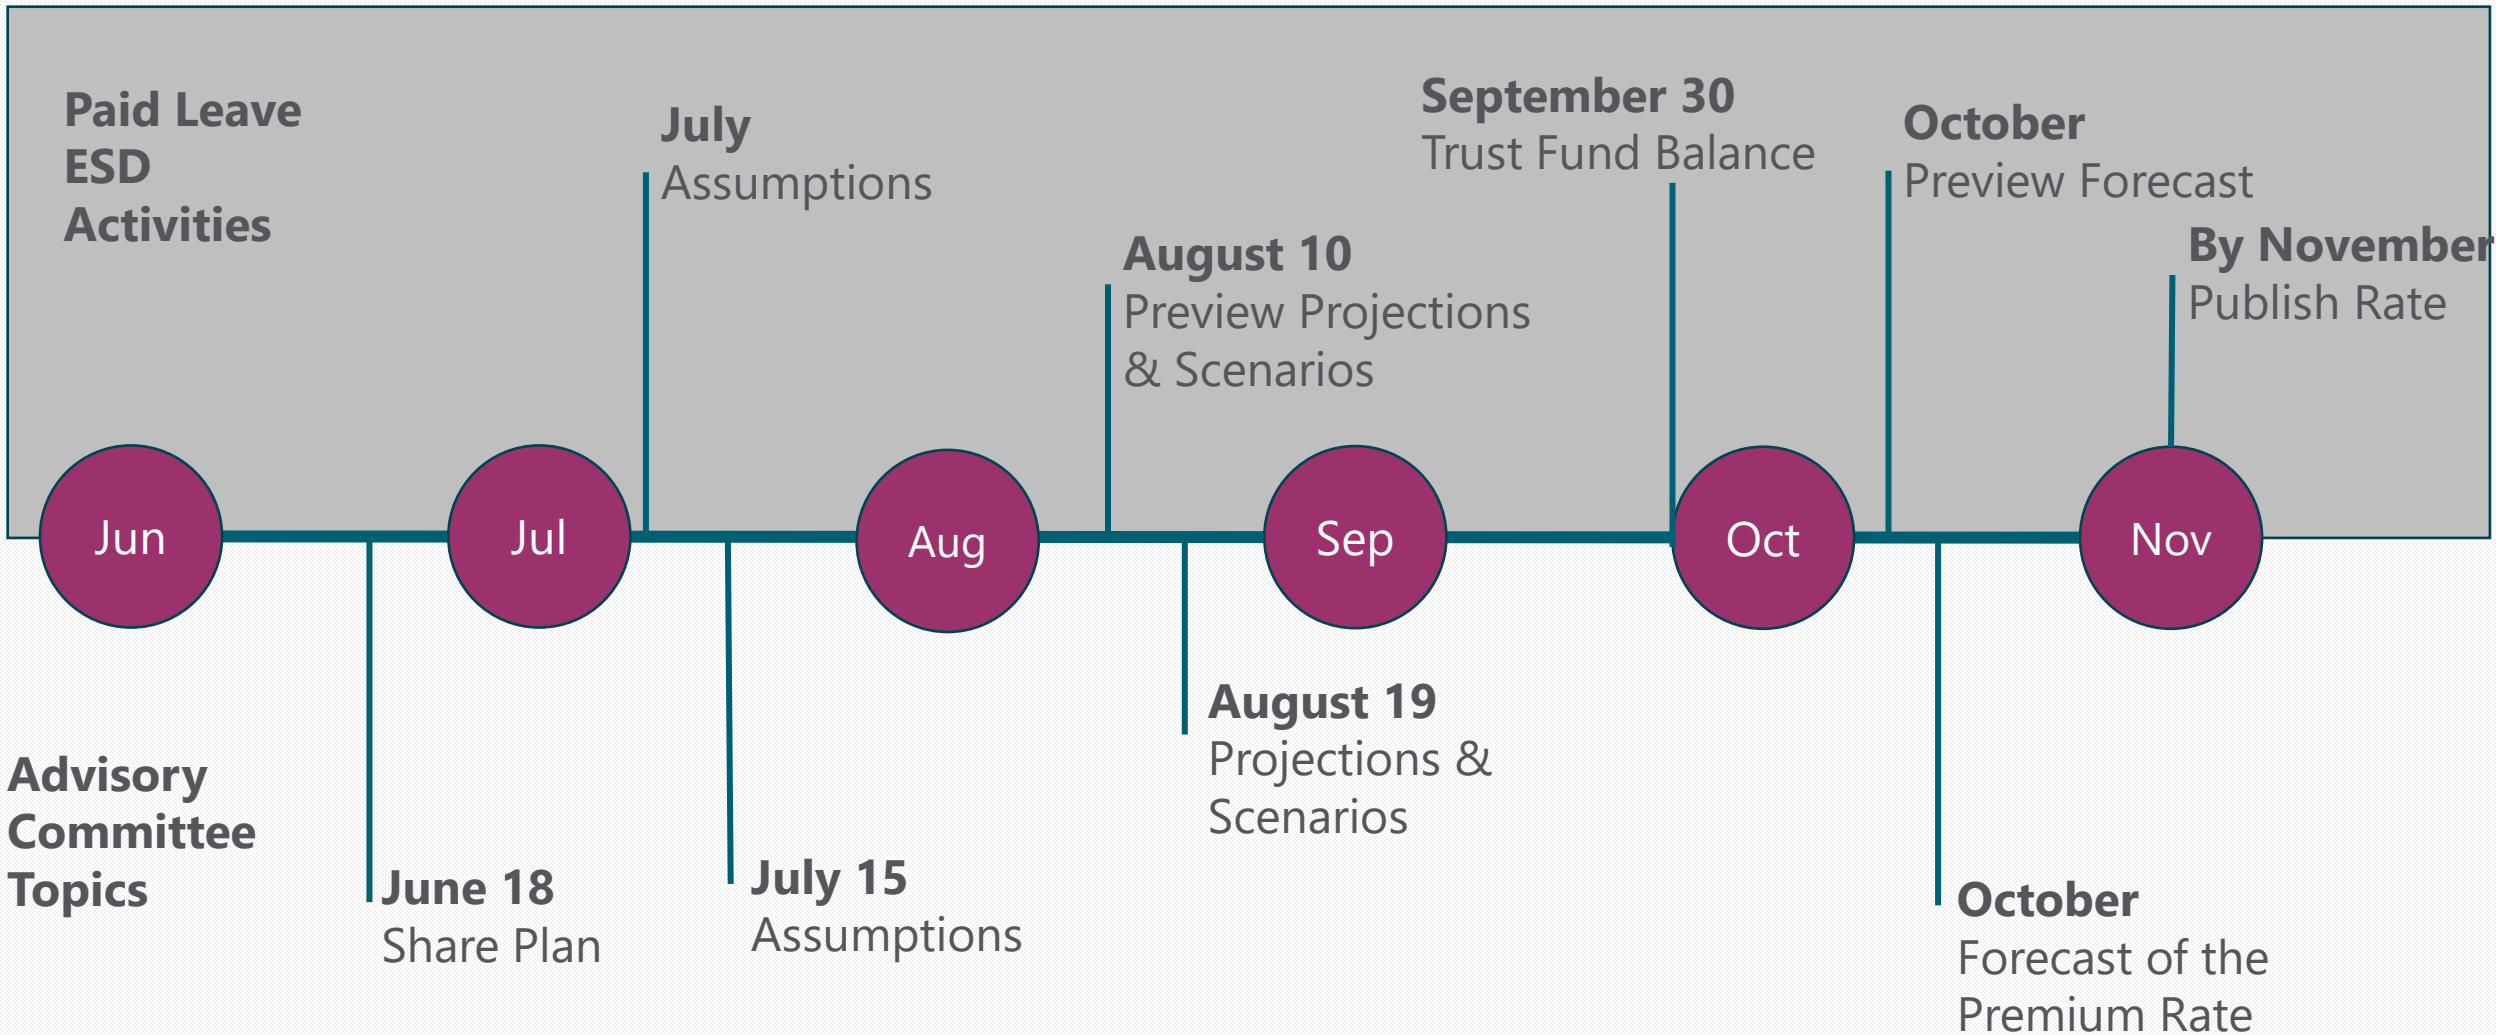 Paid Leave
ESD
Activities
July
Assumptions
August 10
Preview Projections
& Scenarios
September 30
Trust Fund Balance
October
Preview Forecast
By November
Publish Rate
Jun
Jul
Aug
Sep
Oct
Nov
Advisory
Committee
Topics
June 18
Share Plan
July 15
Assumptions
August 19
Projections &
Scenarios
October
Forecast of the
Premium Rate